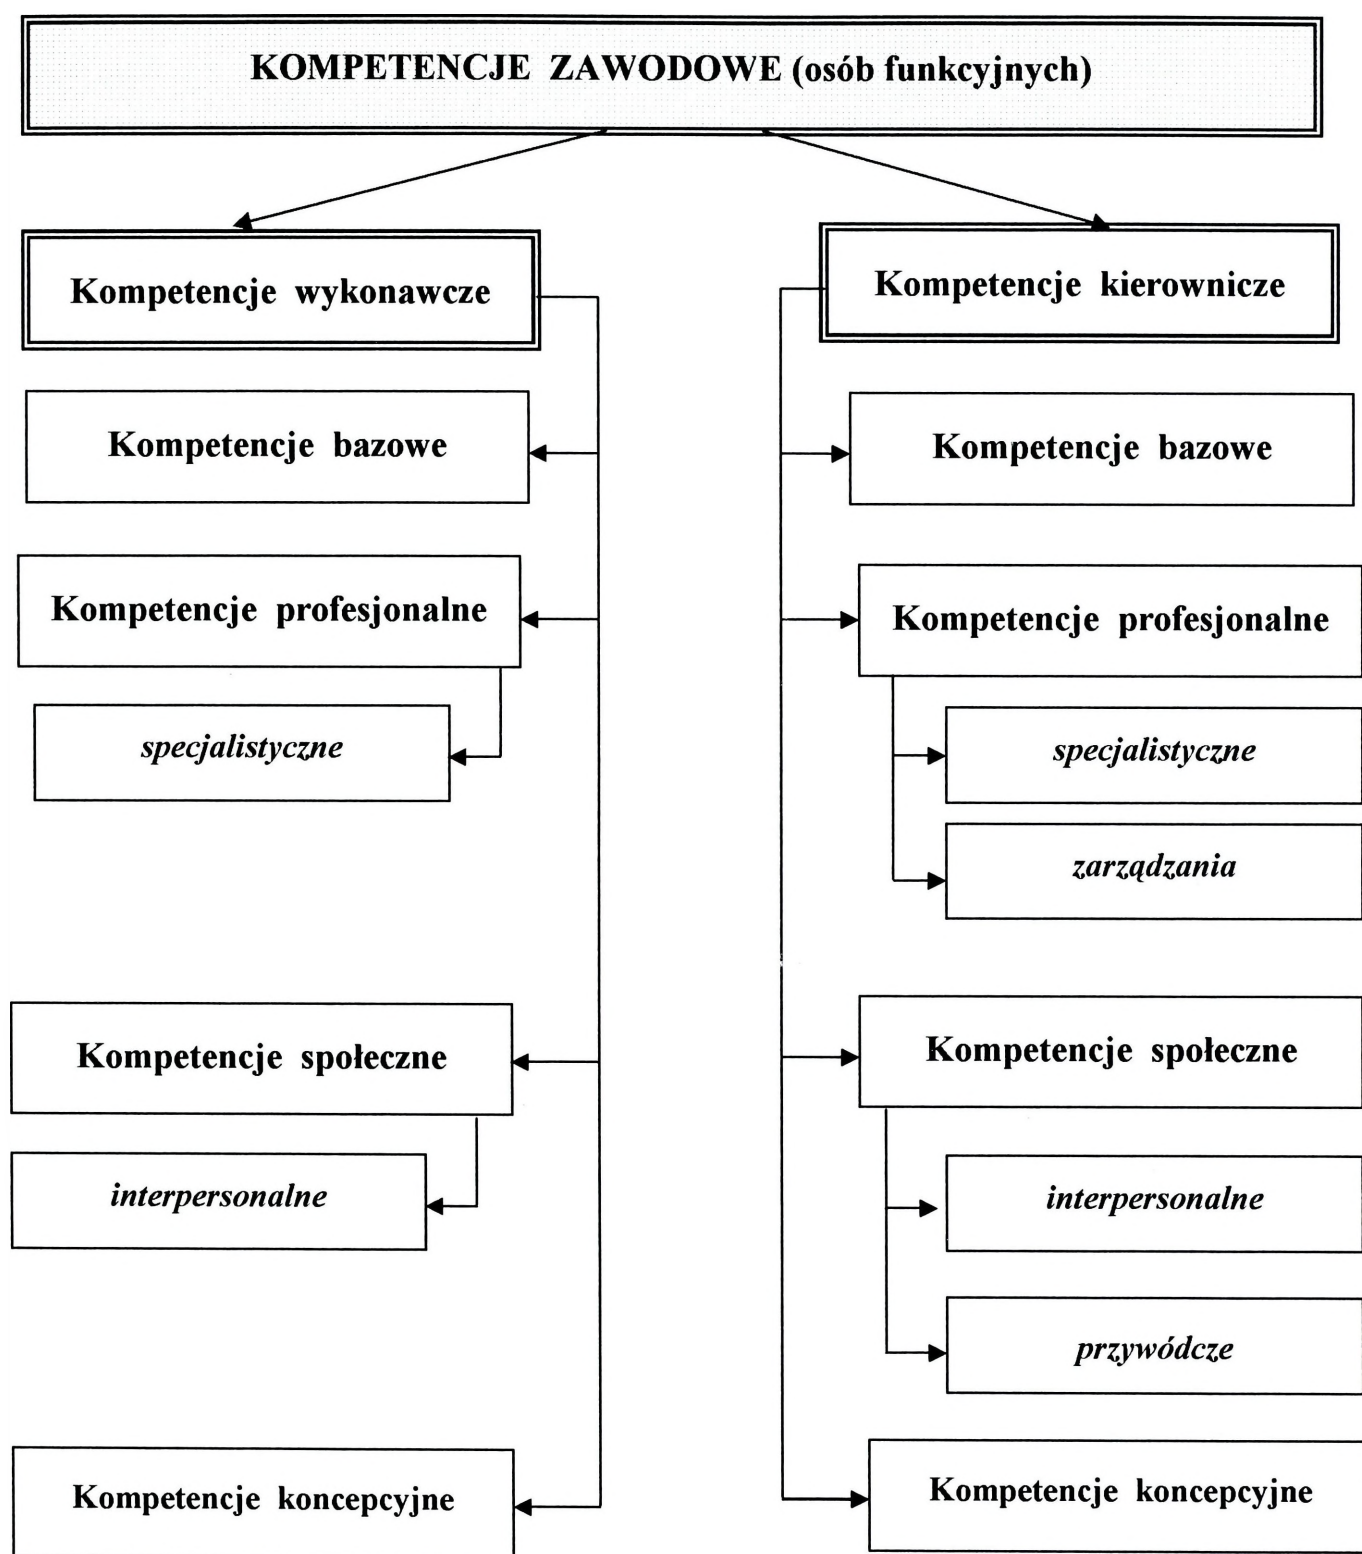 KOMPETENCJE ZAWODOWE (osób funkcyjnych)
Kompetencje wykonawcze
Kompetencje bazowe
Kompetencje profesjonalne
specjalistyczne
Kompetencje społeczne
interpersonalne
Kompetencje koncepcyjne
Kompetencje kierownicze
Kompetencje bazowe
Kompetencje profesjonalne
specjalistyczne
zarządzania
Kompetencje społeczne
interpersonalne
przywódcze
Kompetencje koncepcyjne